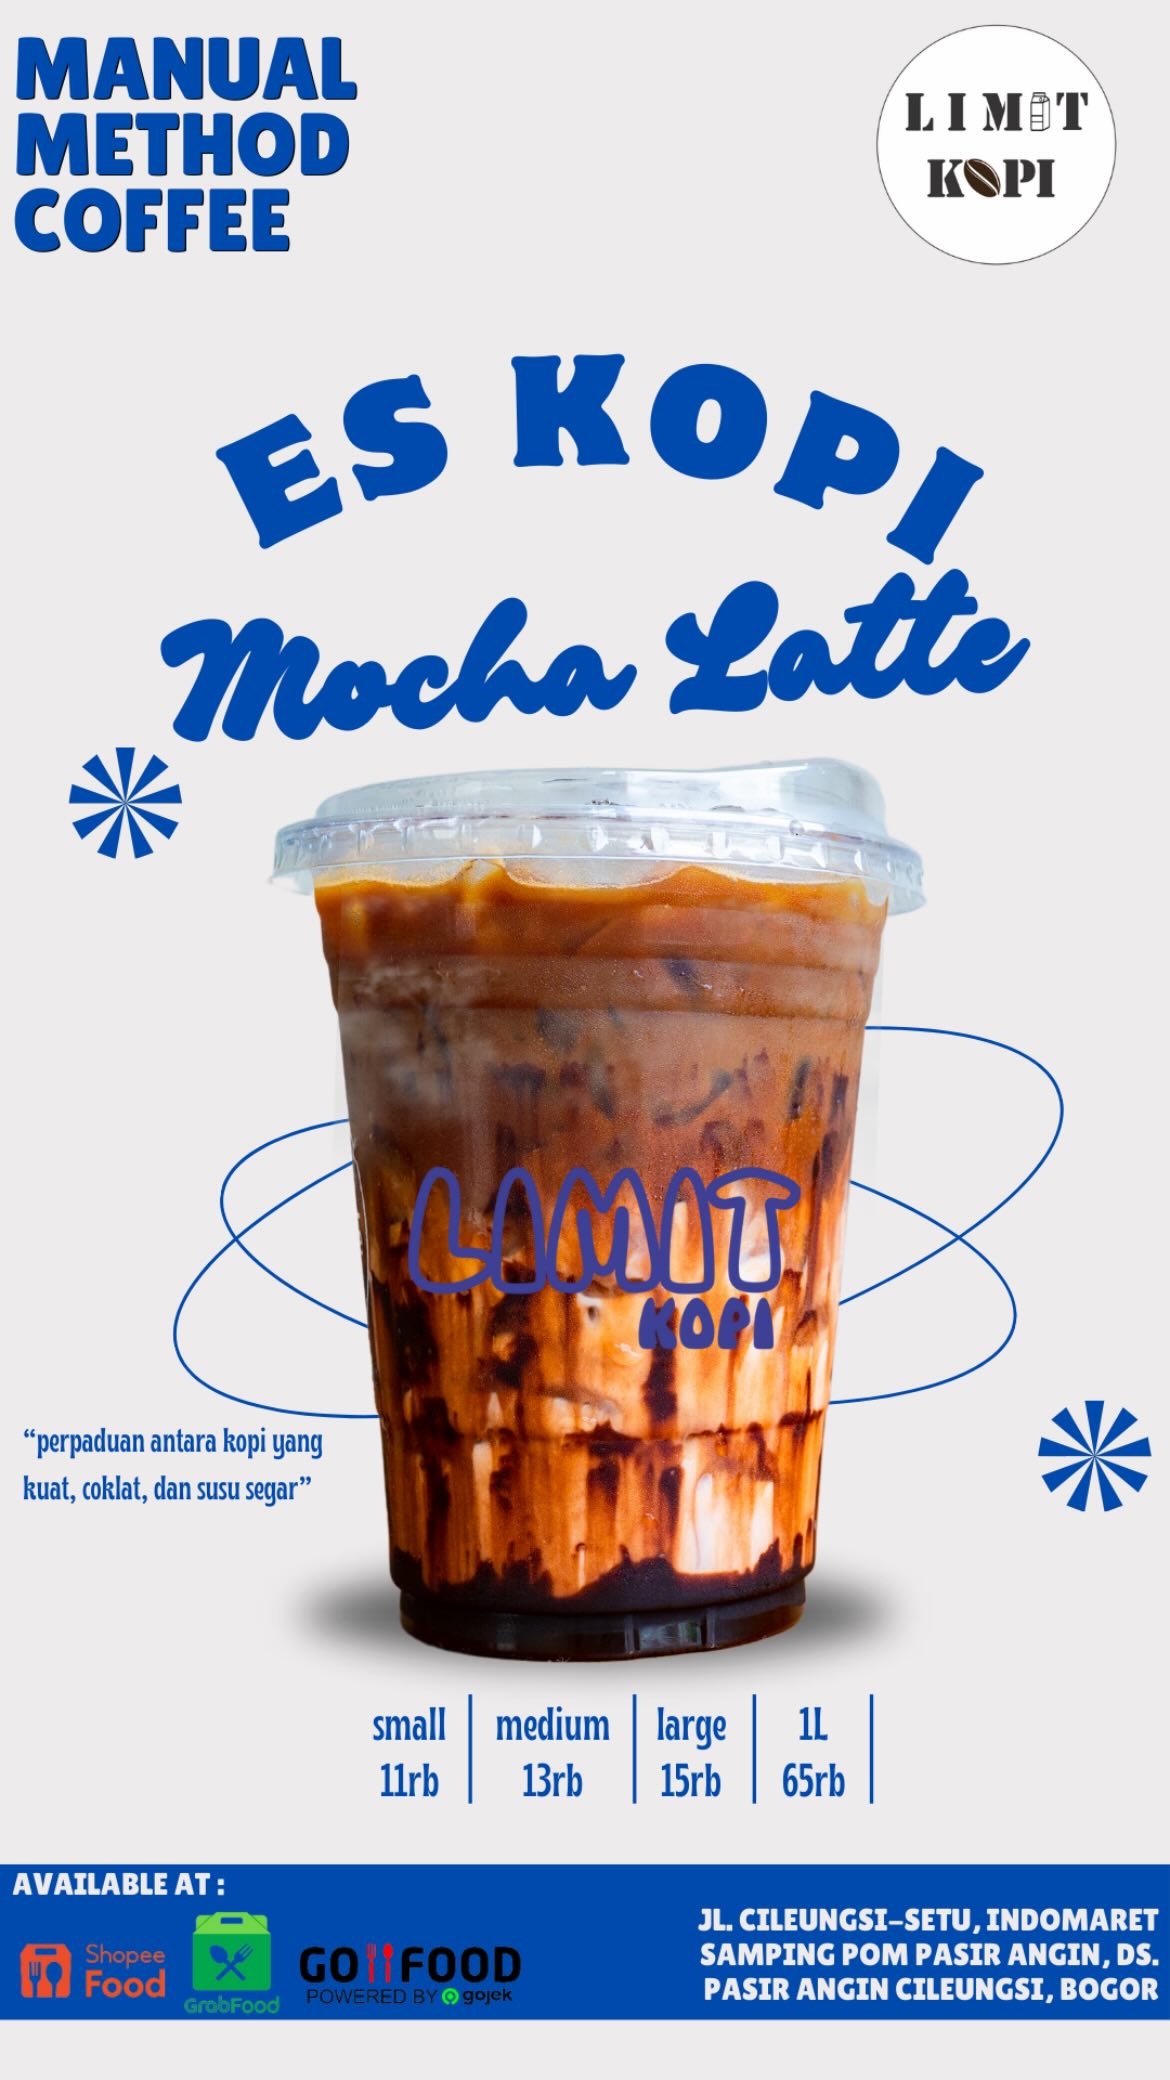 MANUAL
METHOD
COFFEE
LIMIT
KOPI
ES KOPI
Mocha Latte
LIMIT
KOPI
“perpaduan antara kopi yang
kuat, coklat, dan susu segar”
small medium large 1L
11rb 13rb 15rb 65rb
AVAILABLE AT :
Shopee
Food
GrabFood
GOFOOD
POWERED BY gojek
JL. CILEUNGSI-SETU, INDOMARET
SAMPING POM PASIR ANGIN, DS.
PASIR ANGIN CILEUNGSI, BOGOR